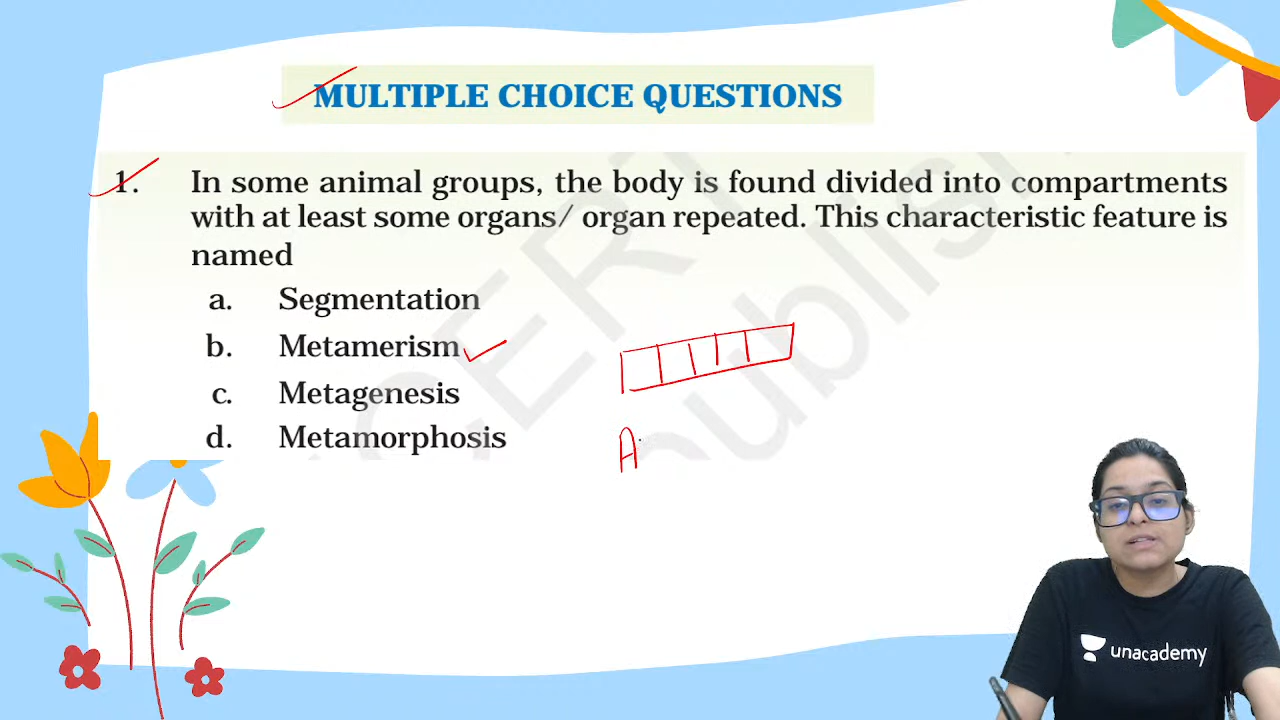 MULTIPLE CHOICE QUESTIONS
1. In some animal groups, the body is found divided into compartments
with at least some organs/ organ repeated. This characteristic feature is
named
a. Segmentation
b. Metamerism
c. Metagenesis
d. Metamorphosis
A
unacademy